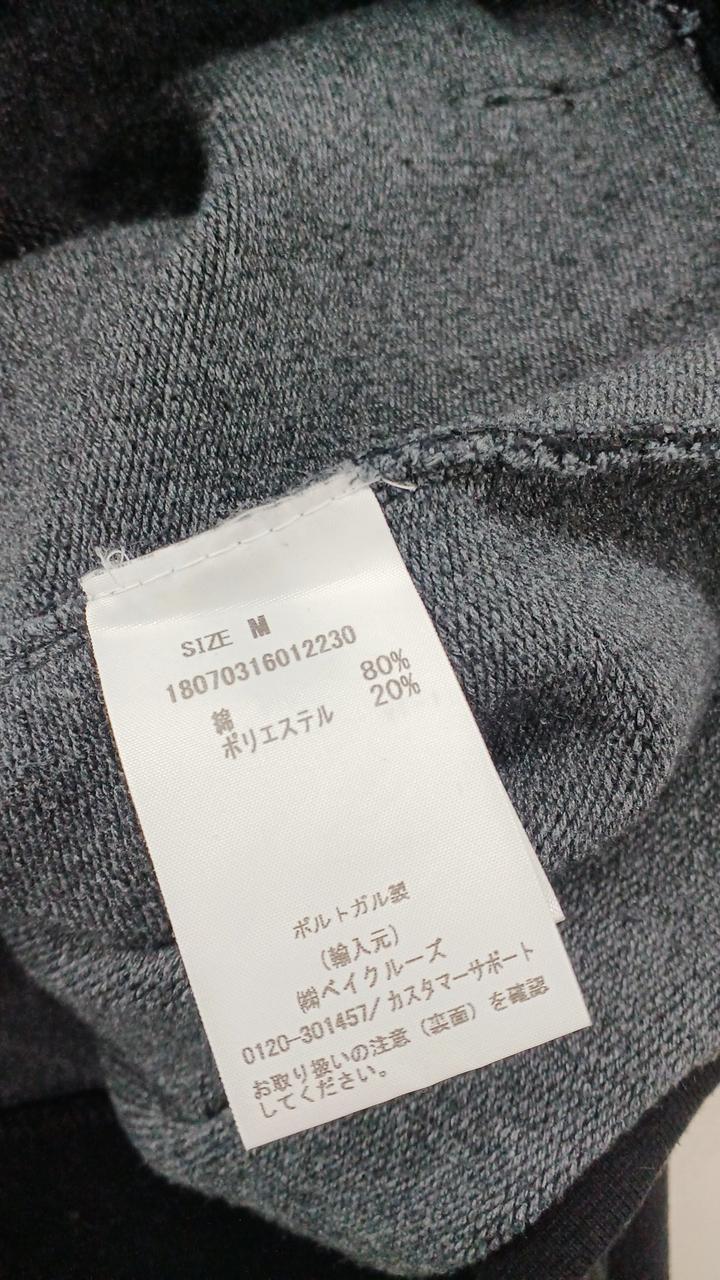 SIZE M
18070316012230
綿 80%
ポリエステル 20%
ポルトガル製
(輸入元)
㈱ベイクルーズ
0120-301457/カスタマーサポート
お取り扱いの注意(裏面)を確認
してください。